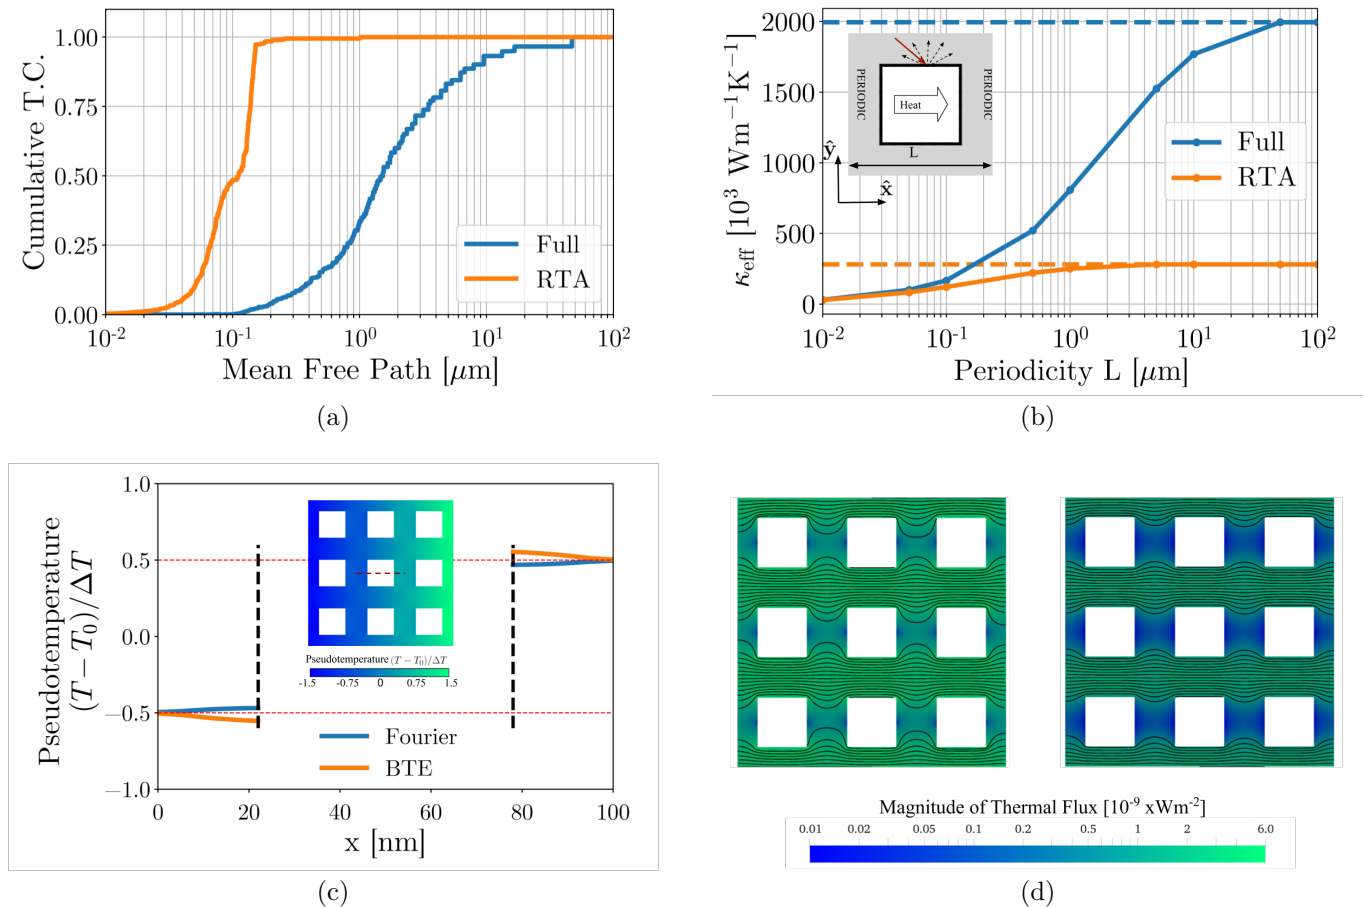 Cumulative T.C.
1.00
0.75
0.50
0.25
0.00
Full
RTA
10⁻² 10⁻¹ 10⁰ 10¹ 10²
Mean Free Path [μm]
(a)
κ_eff [10³ Wm⁻¹K⁻¹]
2000
1500
1000
500
0
PERIODIC
Heat
PERIODIC
L
ŷ
x̂
Full
RTA
10⁻² 10⁻¹ 10⁰ 10¹ 10²
Periodicity L [μm]
(b)
Pseudotemperature
(T−T₀)/ΔT
1.0
0.5
0.0
−0.5
−1.0
Pseudotemperature (T − T₀)/ΔT
-1.5 -0.75 0 0.75 1.5
Fourier
BTE
0 20 40 60 80 100
x [nm]
(c)
Magnitude of Thermal Flux [10⁻⁹ xWm⁻²]
0.01 0.02 0.05 0.1 0.2 0.5 1 2 6.0
(d)